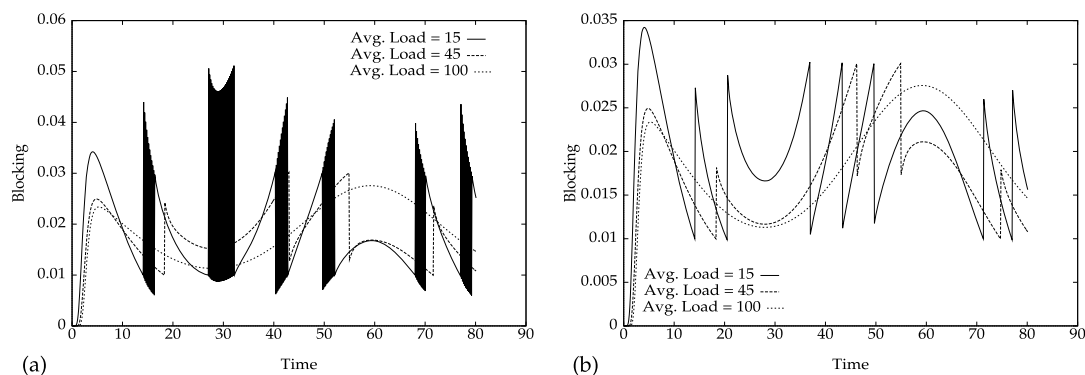 0.06
0.05
0.04
0.03
0.02
0.01
0
Blocking
Avg. Load = 15
Avg. Load = 45
Avg. Load = 100
0 10 20 30 40 50 60 70 80 90
Time
(a)
0.035
0.03
0.025
0.02
0.015
0.01
0.005
0
Blocking
Avg. Load = 15
Avg. Load = 45
Avg. Load = 100
0 10 20 30 40 50 60 70 80 90
Time
(b)